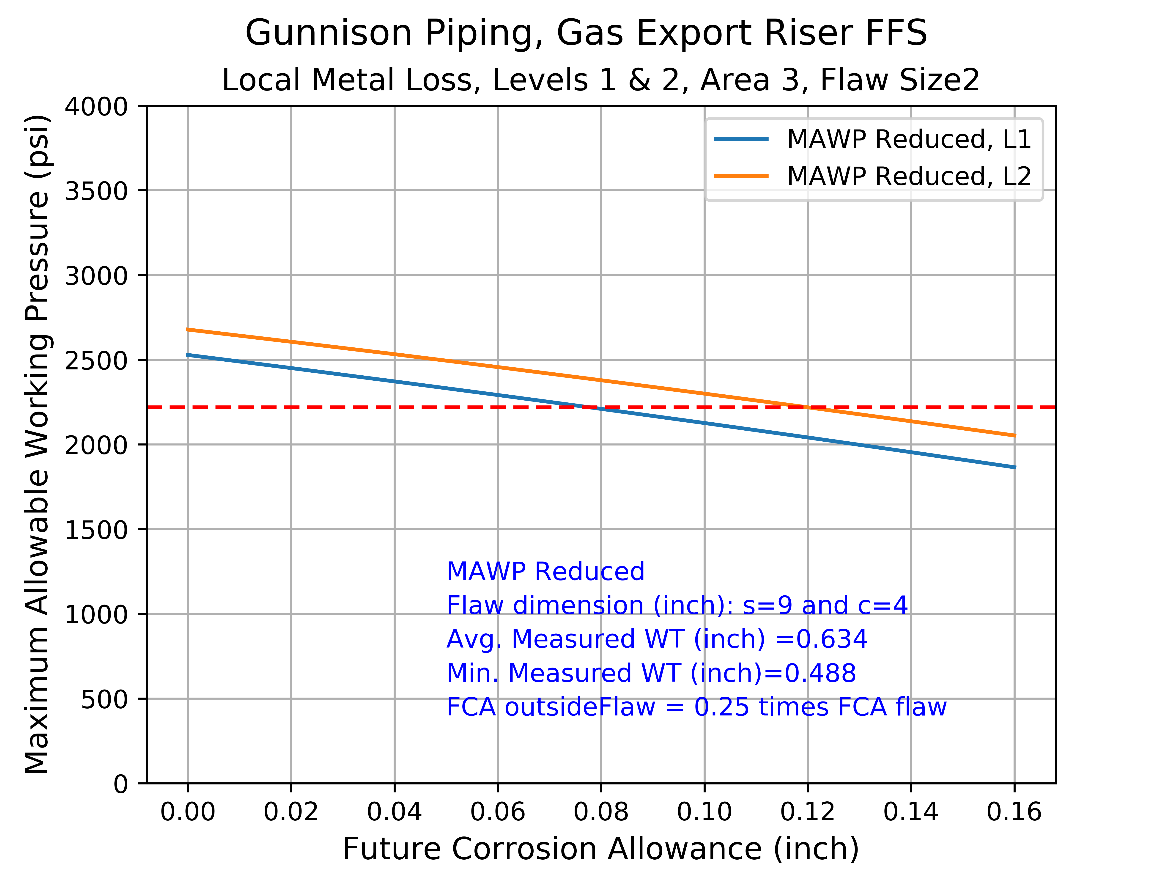 Gunnison Piping, Gas Export Riser FFS
Local Metal Loss, Levels 1 & 2, Area 3, Flaw Size2
Maximum Allowable Working Pressure (psi)
4000
3500
3000
2500
2000
1500
1000
500
0
MAWP Reduced, L1
MAWP Reduced, L2
MAWP Reduced
Flaw dimension (inch): s=9 and c=4
Avg. Measured WT (inch) =0.634
Min. Measured WT (inch)=0.488
FCA outsideFlaw = 0.25 times FCA flaw
0.00 0.02 0.04 0.06 0.08 0.10 0.12 0.14 0.16
Future Corrosion Allowance (inch)